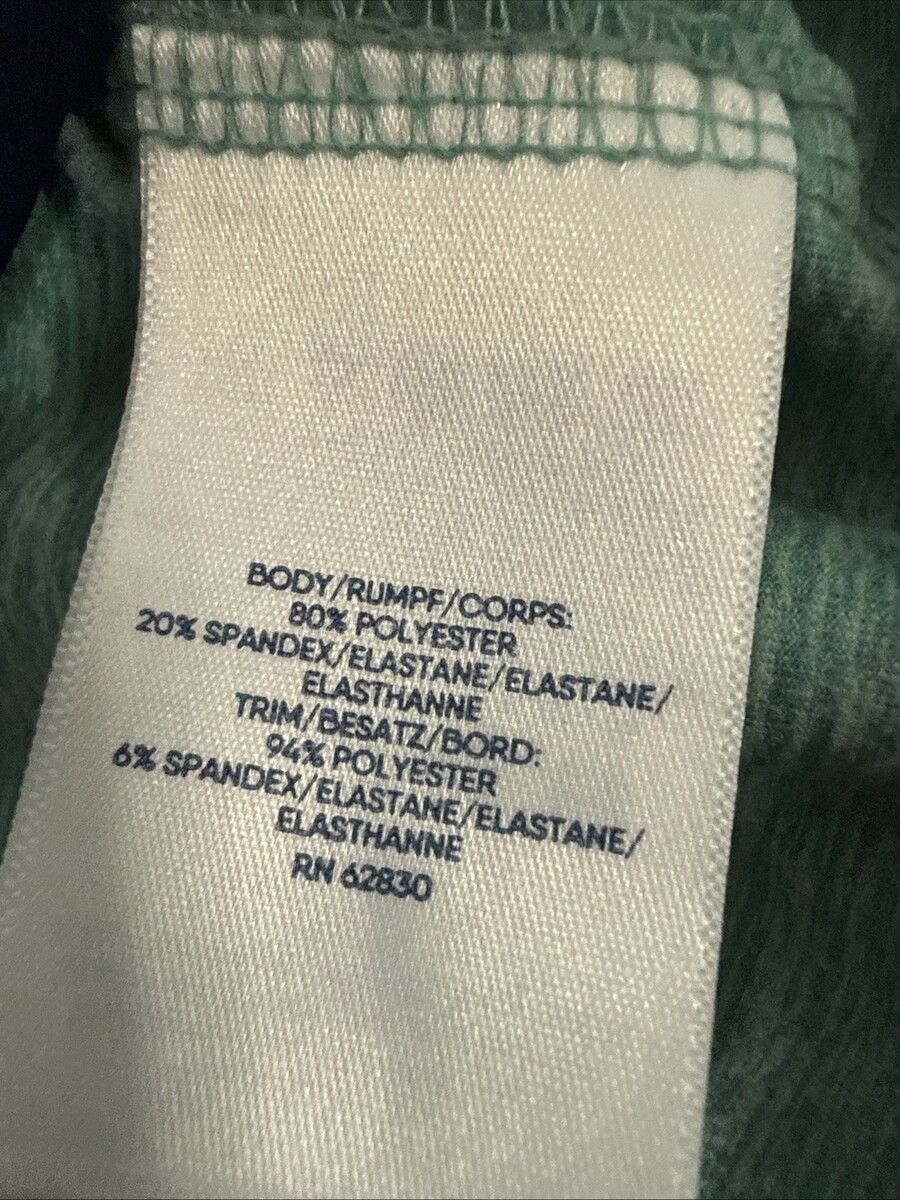 BODY/RUMPF/CORPS:
80% POLYESTER
20% SPANDEX/ELASTANE/ELASTANE/
ELASTHANNE
TRIM/BESATZ/BORD:
94% POLYESTER
6% SPANDEX/ELASTANE/ELASTANE/
ELASTHANNE
RN 62830